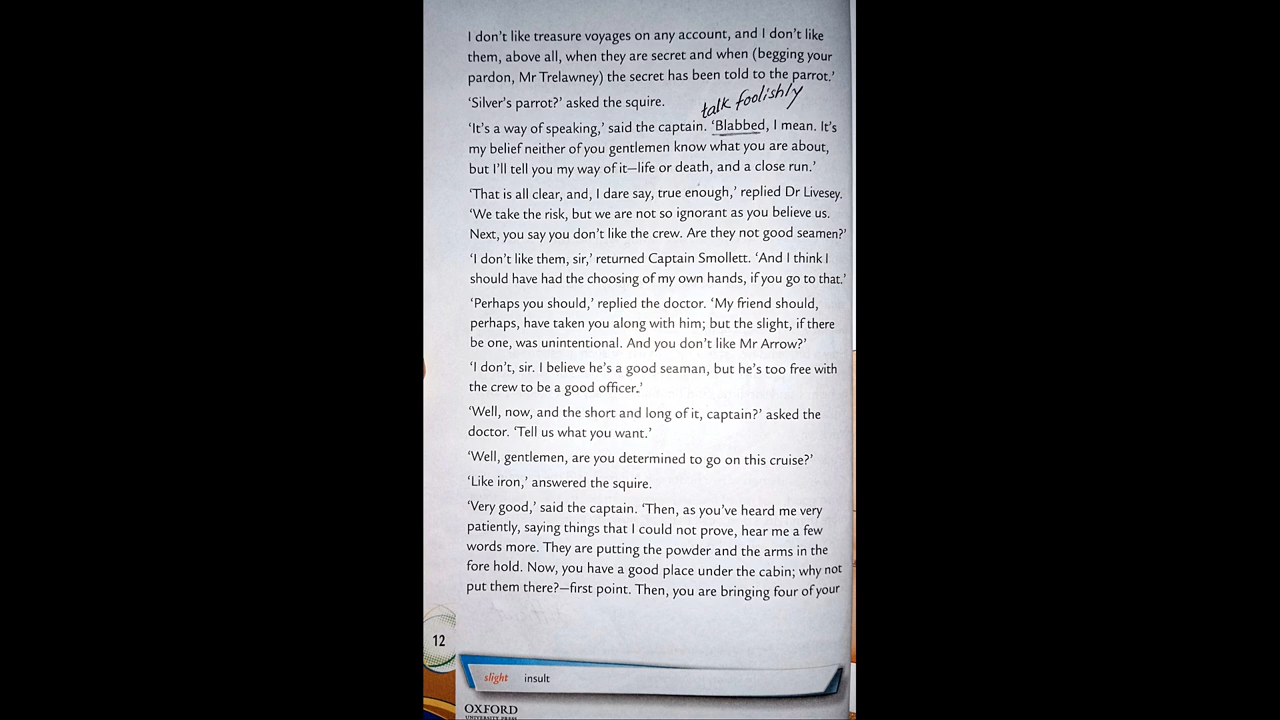 I don't like treasure voyages on any account, and I don't like
them, above all, when they are secret and when (begging your
pardon, Mr Trelawney) the secret has been told to the parrot.'
'Silver's parrot?' asked the squire.
talk foolishly
'It's a way of speaking,' said the captain. 'Blabbed, I mean. It's
my belief neither of you gentlemen know what you are about,
but I'll tell you my way of it—life or death, and a close run.'
'That is all clear, and, I dare say, true enough,' replied Dr Livesey.
'We take the risk, but we are not so ignorant as you believe us.
Next, you say you don't like the crew. Are they not good seamen?'
'I don't like them, sir,' returned Captain Smollett. 'And I think I
should have had the choosing of my own hands, if you go to that.'
'Perhaps you should,' replied the doctor. 'My friend should,
perhaps, have taken you along with him; but the slight, if there
be one, was unintentional. And you don't like Mr Arrow?'
'I don't, sir. I believe he's a good seaman, but he's too free with
the crew to be a good officer.'
'Well, now, and the short and long of it, captain?' asked the
doctor. 'Tell us what you want.'
'Well, gentlemen, are you determined to go on this cruise?'
'Like iron,' answered the squire.
'Very good,' said the captain. 'Then, as you've heard me very
patiently, saying things that I could not prove, hear me a few
words more. They are putting the powder and the arms in the
fore hold. Now, you have a good place under the cabin; why not
put them there?—first point. Then, you are bringing four of your
12
slight insult
OXFORD
UNIVERSITY PRESS